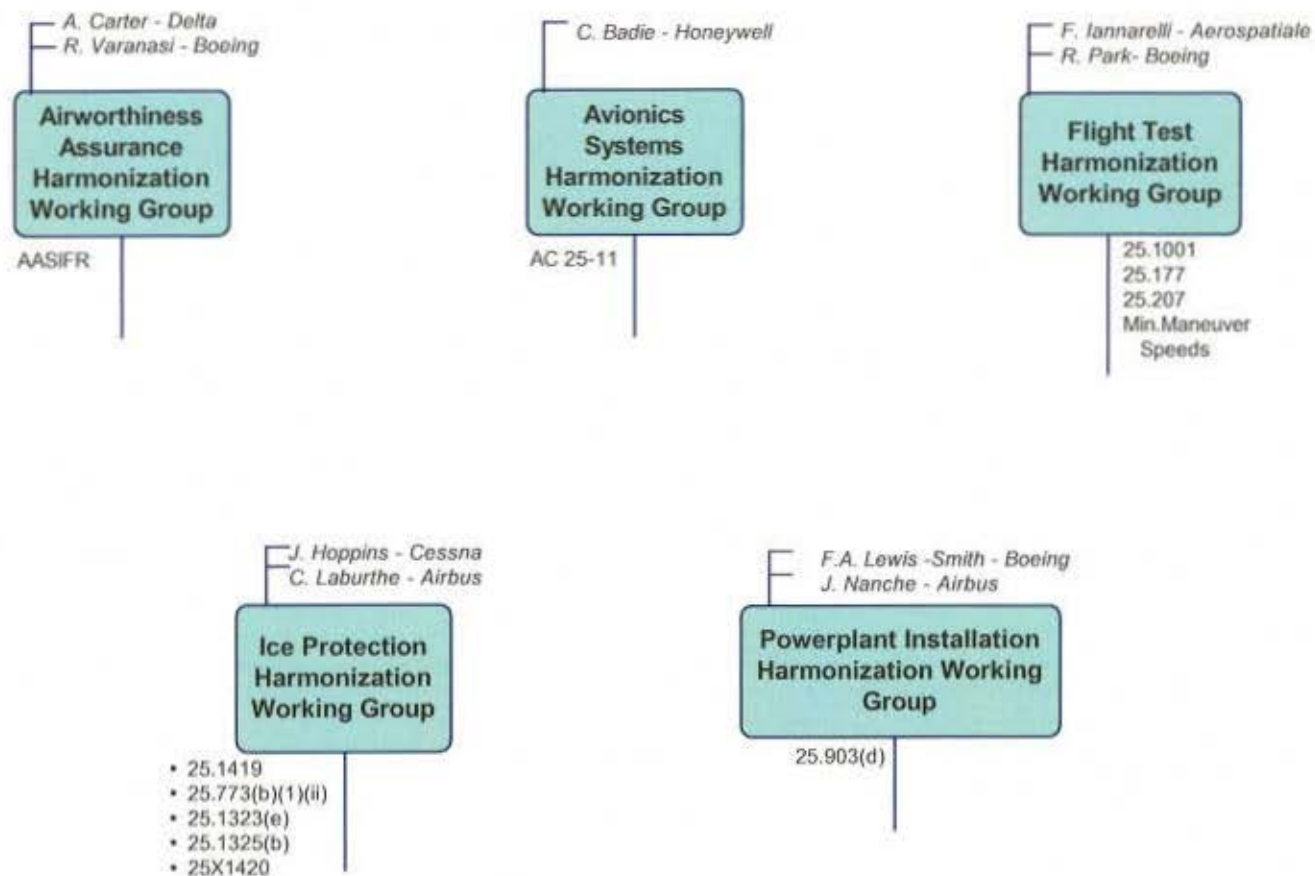 A. Carter - Delta
R. Varanasi - Boeing
Airworthiness
Assurance
Harmonization
Working Group
AASIFR
C. Badie - Honeywell
Avionics
Systems
Harmonization
Working Group
AC 25-11
F. Iannarelli - Aerospatiale
R. Park- Boeing
Flight Test
Harmonization
Working Group
25.1001
25.177
25.207
Min.Maneuver
Speeds
J. Hoppins - Cessna
C. Laburthe - Airbus
Ice Protection
Harmonization
Working Group
• 25.1419
• 25.773(b)(1)(ii)
• 25.1323(e)
• 25.1325(b)
• 25X1420
F.A. Lewis -Smith - Boeing
J. Nanche - Airbus
Powerplant Installation
Harmonization Working
Group
25.903(d)